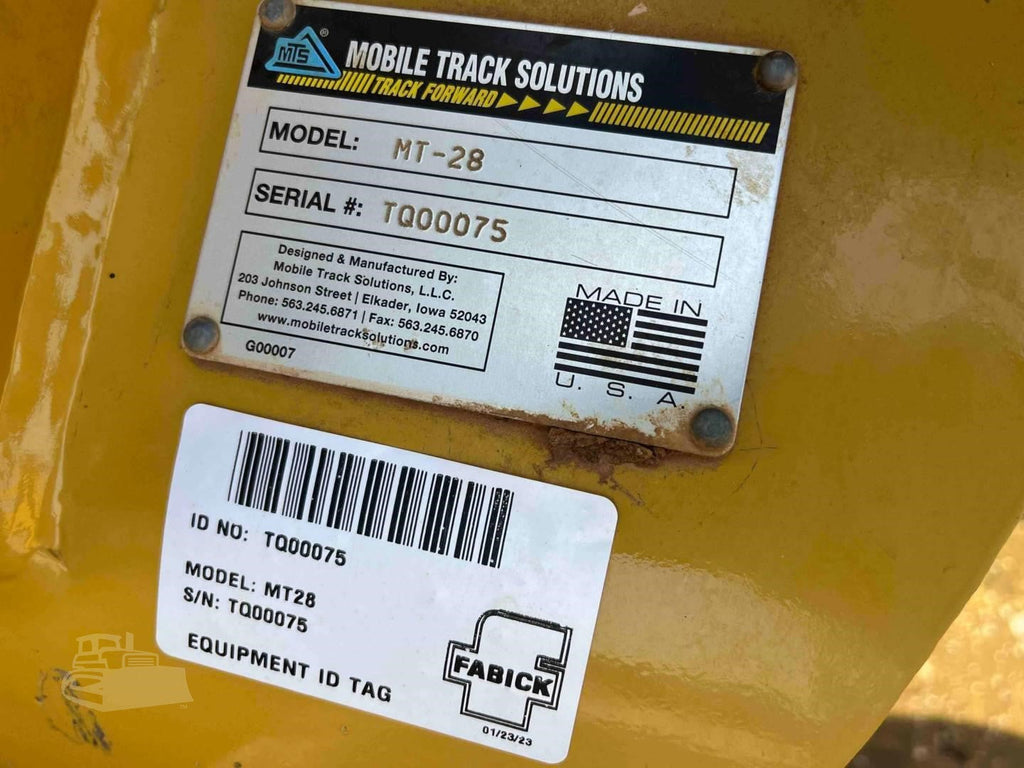 MTS®
MOBILE TRACK SOLUTIONS
TRACK FORWARD
MODEL: MT-28
SERIAL #: TQ00075
Designed & Manufactured By:
Mobile Track Solutions, L.L.C.
203 Johnson Street | Elkader, Iowa 52043
Phone: 563.245.6871 | Fax: 563.245.6870
www.mobiletracksolutions.com
G00007
MADE IN
U. S. A.
ID NO: TQ00075
MODEL: MT28
S/N: TQ00075
EQUIPMENT ID TAG
FABICK
01/23/23
TM